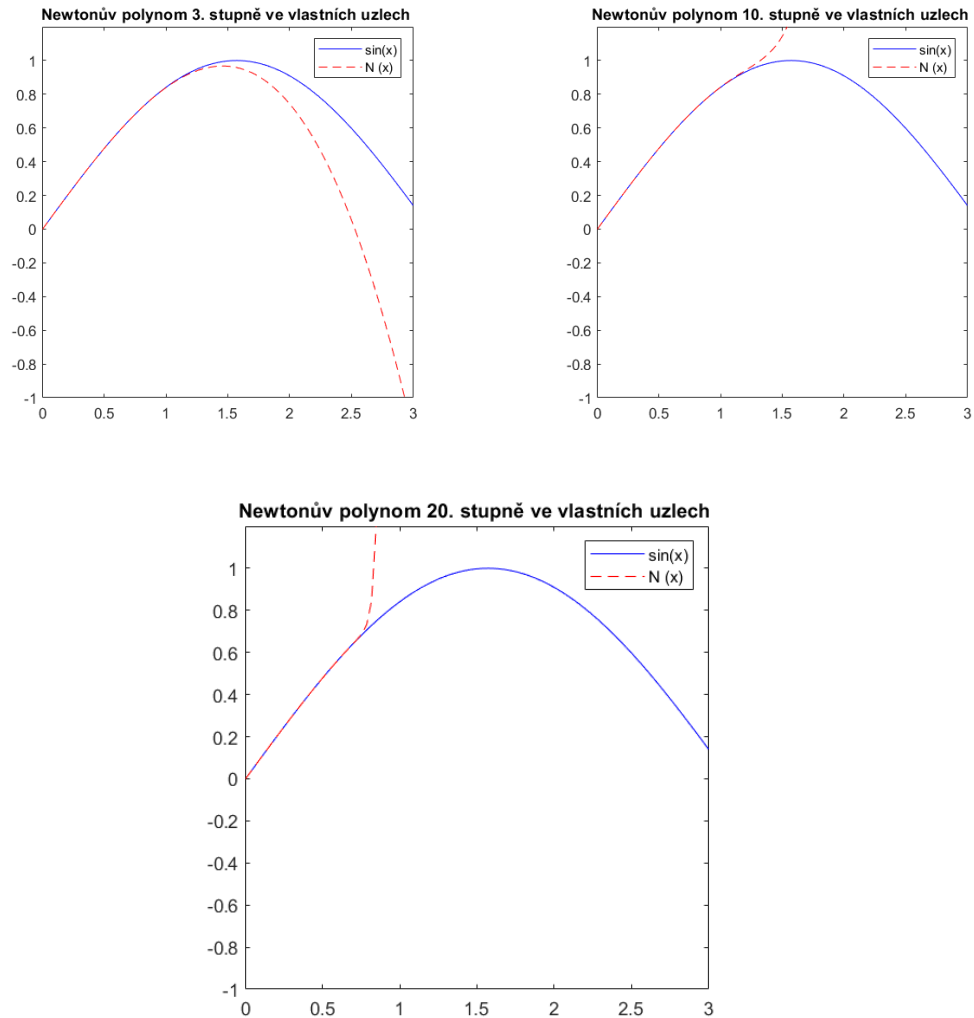 Newtonův polynom 3. stupně ve vlastních uzlech
sin(x)
N (x)
1
0.8
0.6
0.4
0.2
0
-0.2
-0.4
-0.6
-0.8
-1
0 0.5 1 1.5 2 2.5 3
Newtonův polynom 10. stupně ve vlastních uzlech
sin(x)
N (x)
1
0.8
0.6
0.4
0.2
0
-0.2
-0.4
-0.6
-0.8
-1
0 0.5 1 1.5 2 2.5 3
Newtonův polynom 20. stupně ve vlastních uzlech
sin(x)
N (x)
1
0.8
0.6
0.4
0.2
0
-0.2
-0.4
-0.6
-0.8
-1
0 0.5 1 1.5 2 2.5 3